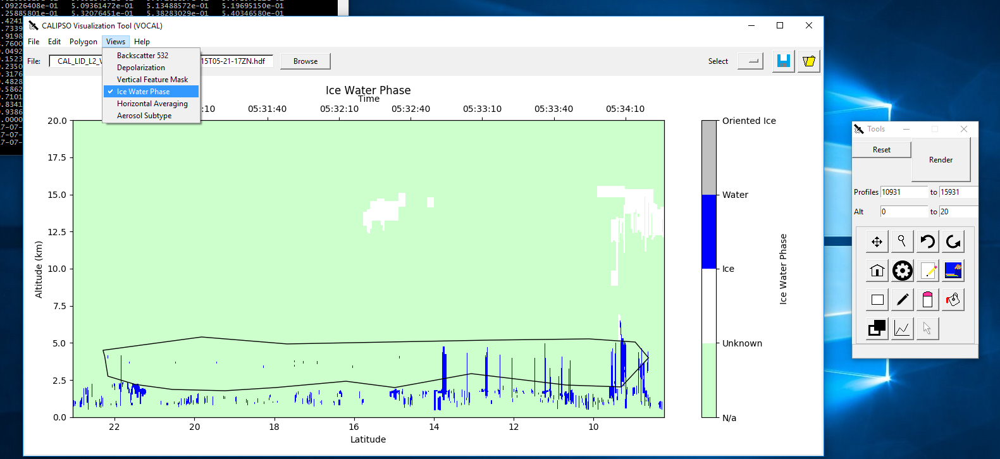 .09226408e-01 5.09361472e-01 5.13488572e-01 5.19695150e-01
.25885801e-01 5.32076451e-01 5.38283029e-01 5.40346580e-01
.4241
.7339
.9198
.7600
.0492
.1523
.2350
.3176
.4828
.5862
.7101
.8341
.9386
.0000
7-07-
7-07-
7-07-
CALIPSO Visualization Tool (VOCAL)
File Edit Polygon Views Help
File: CAL_LID_L2_V 15T05-21-17ZN.hdf Browse Select
Backscatter 532
Depolarization
Vertical Feature Mask
Ice Water Phase
Horizontal Averaging
Aerosol Subtype
Ice Water Phase
Time
:10 05:31:40 05:32:10 05:32:40 05:33:10 05:33:40 05:34:10
20.0
17.5
15.0
12.5
10.0
7.5
5.0
2.5
0.0
Altitude (km)
22 20 18 16 14 12 10
Latitude
Oriented Ice
Water
Ice
Unknown
N/a
Ice Water Phase
Tools
Reset
Render
Profiles 10931 to 15931
Alt 0 to 20